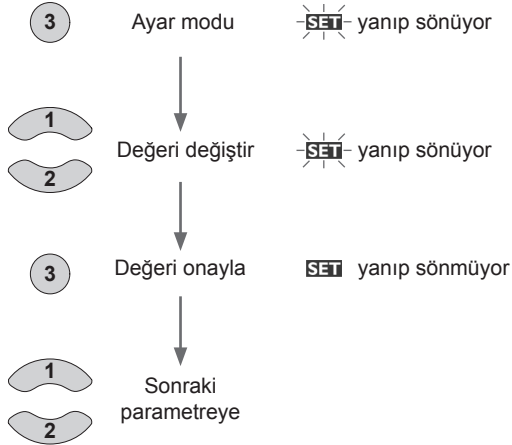 3 Ayar modu SET yanıp sönüyor
1
Değeri değiştir SET yanıp sönüyor
2
3 Değeri onayla SET yanıp sönmüyor
1
Sonraki
parametreye
2